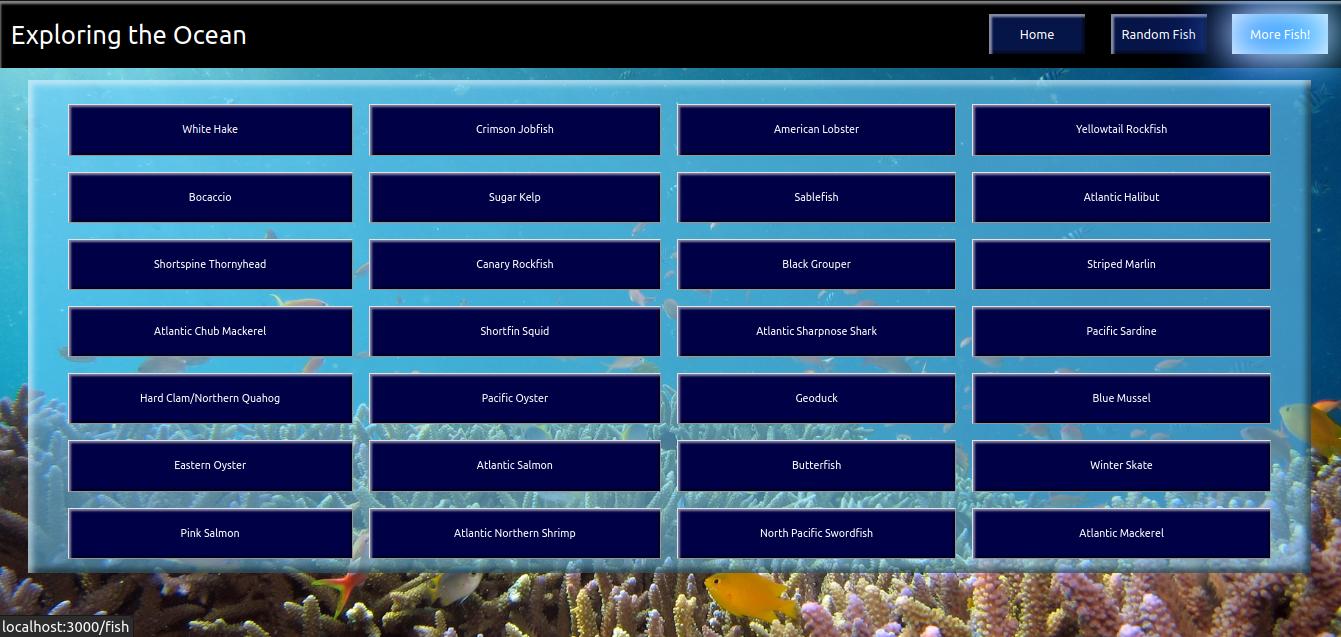 Exploring the Ocean
Home
Random Fish
More Fish!
White Hake
Crimson Jobfish
American Lobster
Yellowtail Rockfish
Bocaccio
Sugar Kelp
Sablefish
Atlantic Halibut
Shortspine Thornyhead
Canary Rockfish
Black Grouper
Striped Marlin
Atlantic Chub Mackerel
Shortfin Squid
Atlantic Sharpnose Shark
Pacific Sardine
Hard Clam/Northern Quahog
Pacific Oyster
Geoduck
Blue Mussel
Eastern Oyster
Atlantic Salmon
Butterfish
Winter Skate
Pink Salmon
Atlantic Northern Shrimp
North Pacific Swordfish
Atlantic Mackerel
localhost:3000/fish